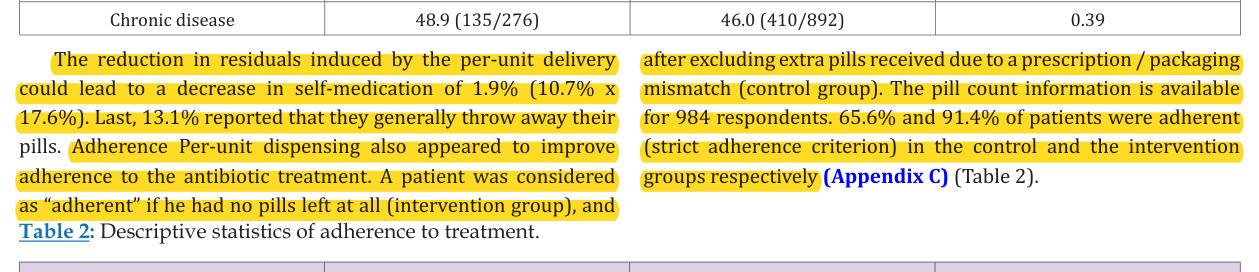 Chronic disease 48.9 (135/276) 46.0 (410/892) 0.39
The reduction in residuals induced by the per-unit delivery
could lead to a decrease in self-medication of 1.9% (10.7% x
17.6%). Last, 13.1% reported that they generally throw away their
pills. Adherence Per-unit dispensing also appeared to improve
adherence to the antibiotic treatment. A patient was considered
as “adherent” if he had no pills left at all (intervention group), and
after excluding extra pills received due to a prescription / packaging
mismatch (control group). The pill count information is available
for 984 respondents. 65.6% and 91.4% of patients were adherent
(strict adherence criterion) in the control and the intervention
groups respectively (Appendix C) (Table 2).
Table 2: Descriptive statistics of adherence to treatment.